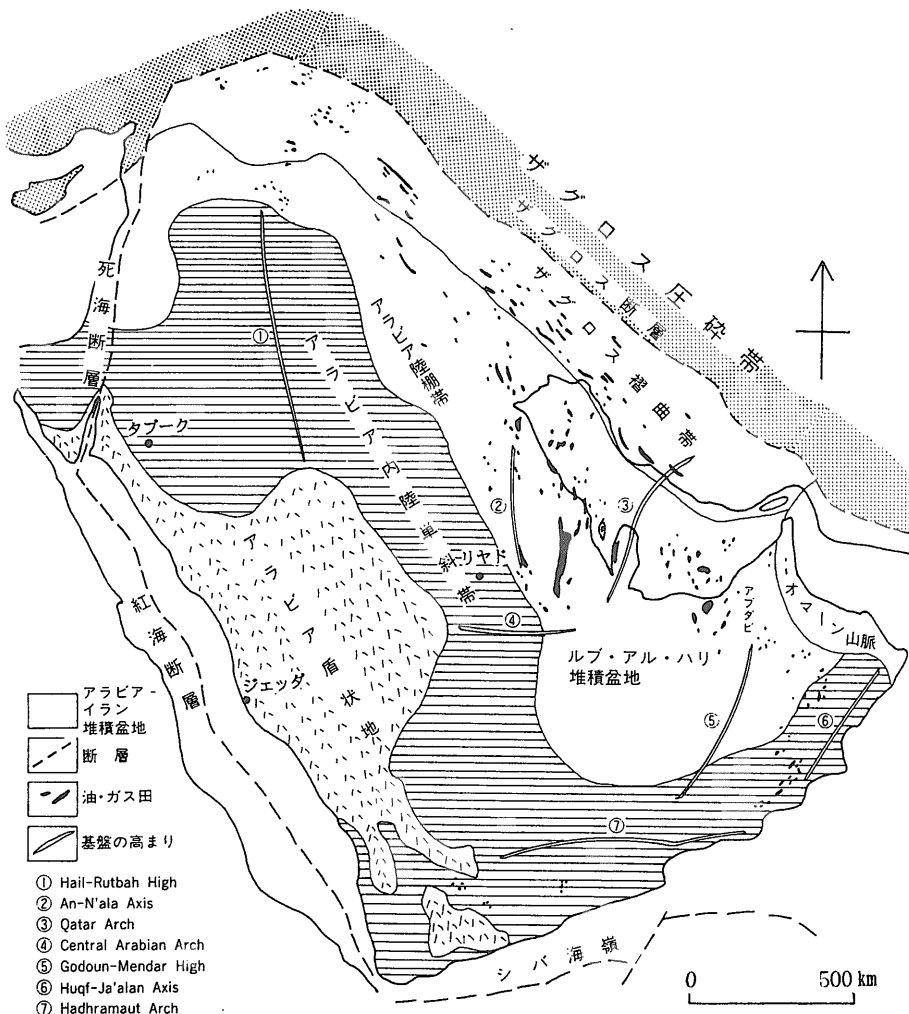 ザグロス圧砕帯
ザグロス断層
ザグロス褶曲帯
死海断層
①
アラビア陸棚帯
アラビア内陸単斜帯
タブーク
②
③
リヤド
アラビア盾状地
紅海断層
④
アブダビ
オマーン山脈
ルブ・アル・ハリ
堆積盆地
ジェッダ
⑤
⑥
⑦
シバ海嶺
アラビア-
イラン
堆積盆地
断層
油・ガス田
基盤の高まり
① Hail-Rutbah High
② An-N'ala Axis
③ Qatar Arch
④ Central Arabian Arch
⑤ Godoun-Mendar High
⑥ Huqf-Ja'alan Axis
⑦ Hadhramaut Arch
0 500 km